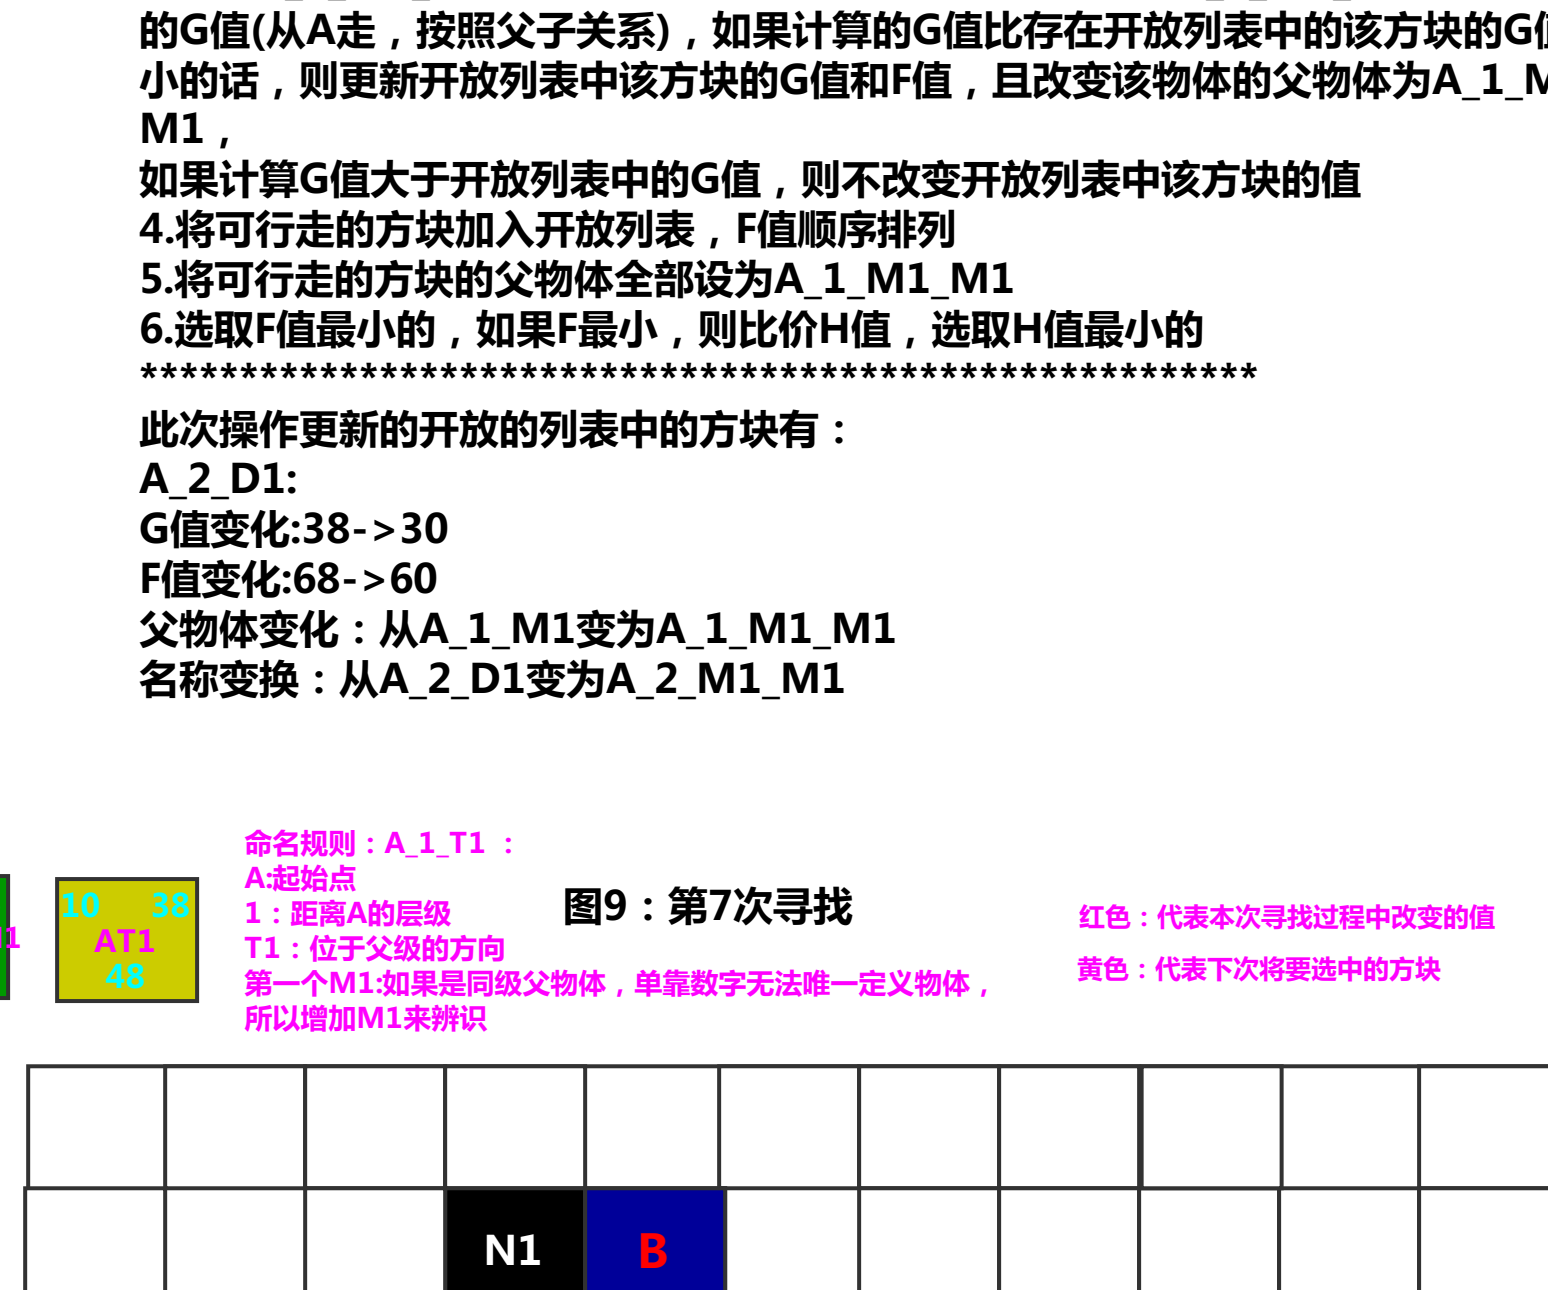 的G值(从A走，按照父子关系)，如果计算的G值比存在开放列表中的该方块的G值
小的话，则更新开放列表中该方块的G值和F值，且改变该物体的父物体为A_1_M
M1，
如果计算G值大于开放列表中的G值，则不改变开放列表中该方块的值
4.将可行走的方块加入开放列表，F值顺序排列
5.将可行走的方块的父物体全部设为A_1_M1_M1
6.选取F值最小的，如果F最小，则比价H值，选取H值最小的
********************************************************
此次操作更新的开放的列表中的方块有：
A_2_D1:
G值变化:38->30
F值变化:68->60
父物体变化：从A_1_M1变为A_1_M1_M1
名称变换：从A_2_D1变为A_2_M1_M1
命名规则：A_1_T1 ：
A:起始点
1：距离A的层级
T1：位于父级的方向
第一个M1:如果是同级父物体，单靠数字无法唯一定义物体，
所以增加M1来辨识
图9：第7次寻找
红色：代表本次寻找过程中改变的值
黄色：代表下次将要选中的方块
1
10 38
AT1
48
N1 B